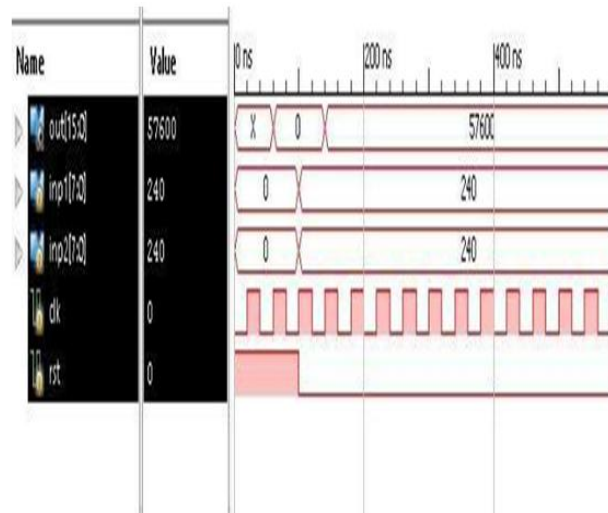 Name Value 0 ns 200 ns 400 ns
out[15:0] 57600 X 0 57600
inp1[7:0] 240 0 240
inp2[7:0] 240 0 240
clk 0
rst 0